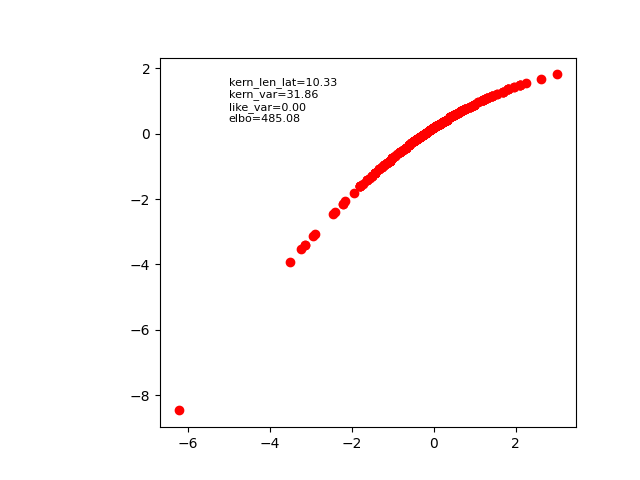 kern_len_lat=10.33
kern_var=31.86
like_var=0.00
elbo=485.08
2
0
−2
−4
−6
−8
−6 −4 −2 0 2